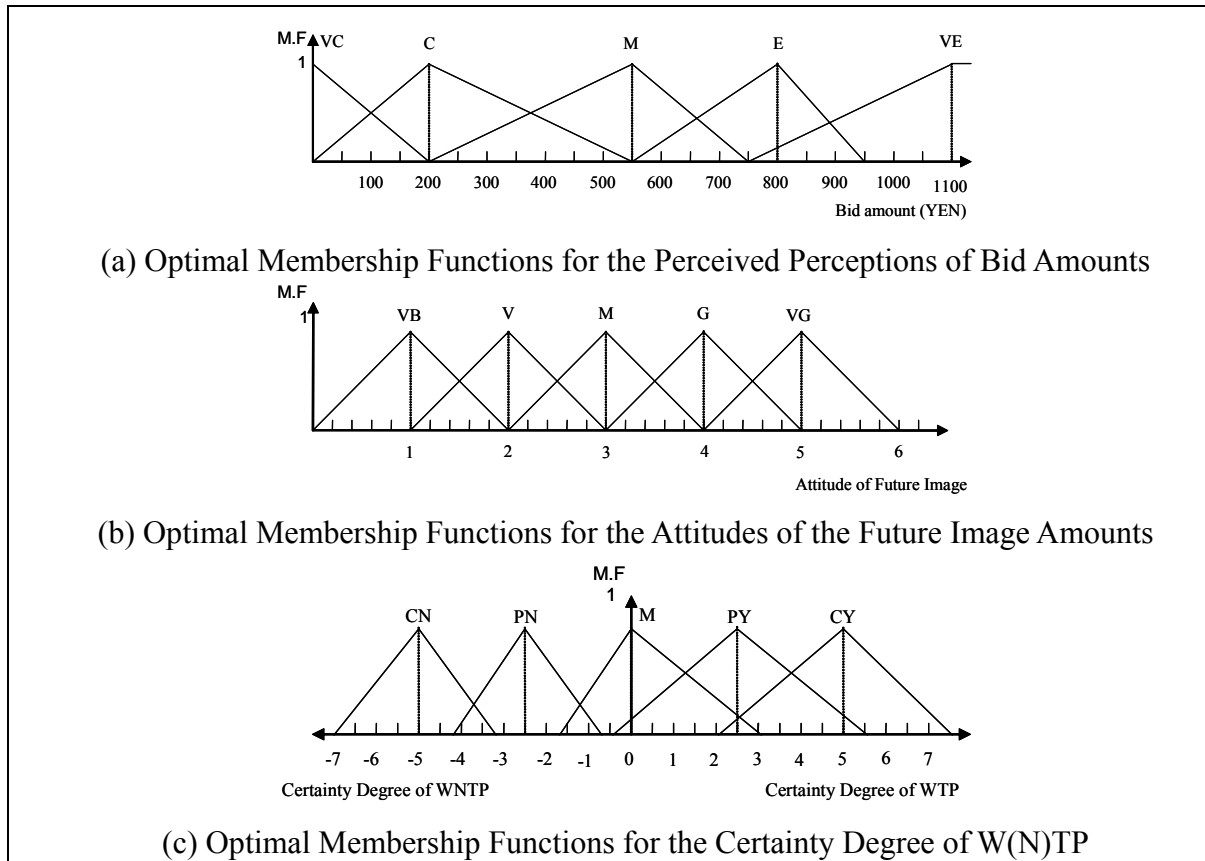 M.F VC C M E VE
1
100 200 300 400 500 600 700 800 900 1000 1100
Bid amount (YEN)
(a) Optimal Membership Functions for the Perceived Perceptions of Bid Amounts
M.F
1 VB V M G VG
1 2 3 4 5 6
Attitude of Future Image
(b) Optimal Membership Functions for the Attitudes of the Future Image Amounts
M.F
1
CN PN M PY CY
-7 -6 -5 -4 -3 -2 -1 0 1 2 3 4 5 6 7
Certainty Degree of WNTP Certainty Degree of WTP
(c) Optimal Membership Functions for the Certainty Degree of W(N)TP